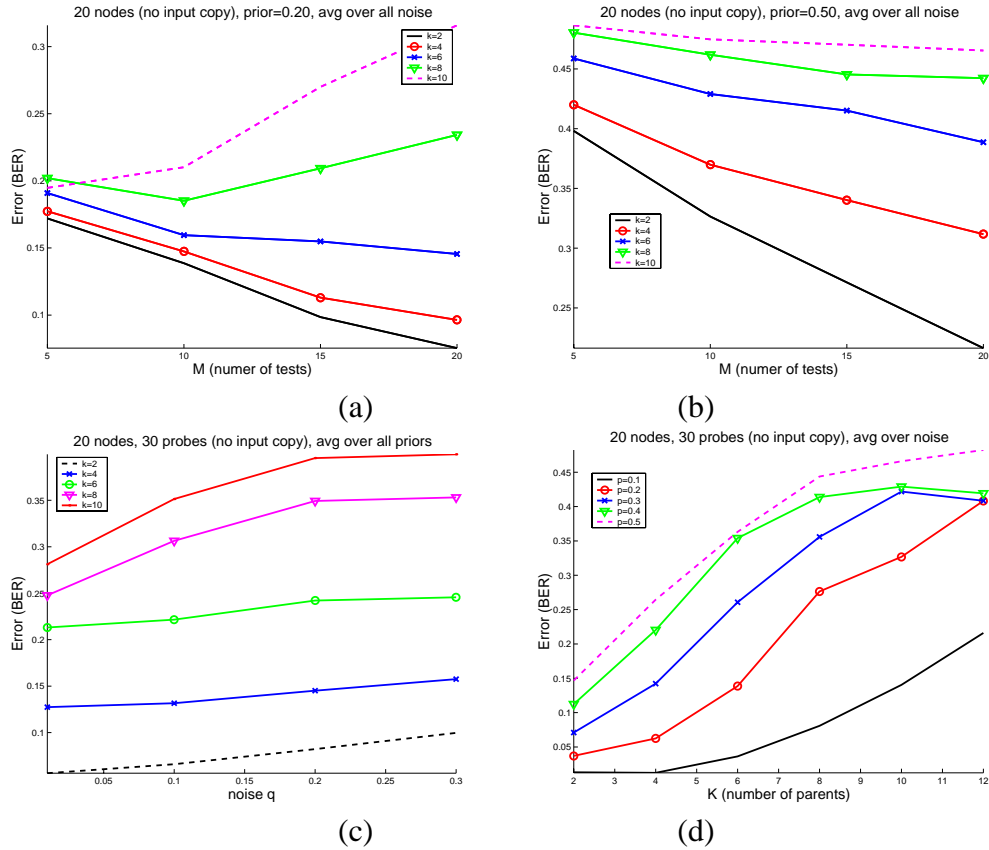 20 nodes (no input copy), prior=0.20, avg over all noise
k=2
k=4
k=6
k=8
k=10
0.3
0.25
0.2
0.15
0.1
Error (BER)
5
10
15
20
M (numer of tests)
(a)
20 nodes (no input copy), prior=0.50, avg over all noise
0.45
0.4
0.35
0.3
0.25
Error (BER)
k=2
k=4
k=6
k=8
k=10
5
10
15
20
M (numer of tests)
(b)
20 nodes, 30 probes (no input copy), avg over all priors
k=2
k=4
k=6
k=8
k=10
0.35
0.3
0.25
0.2
0.15
0.1
Error (BER)
0.05
0.1
0.15
0.2
0.25
0.3
noise q
(c)
20 nodes, 30 probes (no input copy), avg over noise
0.45
0.4
0.35
0.3
0.25
0.2
0.15
0.1
0.05
Error (BER)
p=0.1
p=0.2
p=0.3
p=0.4
p=0.5
2
3
4
5
6
7
8
9
10
11
12
K (number of parents)
(d)